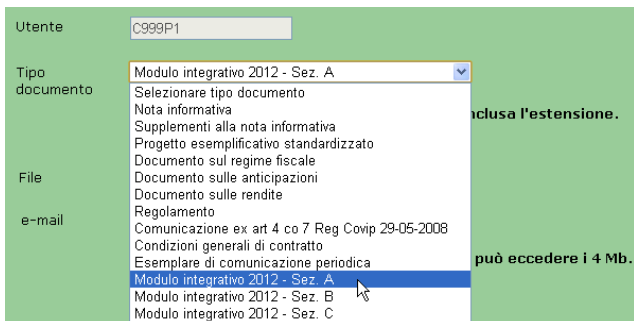 Utente
C999P1
Tipo documento
Modulo integrativo 2012 - Sez. A
Selezionare tipo documento
Nota informativa
nclusa l'estensione.
Supplementi alla nota informativa
Progetto esemplificativo standardizzato
Documento sul regime fiscale
File
Documento sulle anticipazioni
Documento sulle rendite
Regolamento
e-mail
Comunicazione ex art 4 co 7 Reg Covip 29-05-2008
Condizioni generali di contratto
Esemplare di comunicazione periodica
può eccedere i 4 Mb.
Modulo integrativo 2012 - Sez. A
Modulo integrativo 2012 - Sez. B
Modulo integrativo 2012 - Sez. C